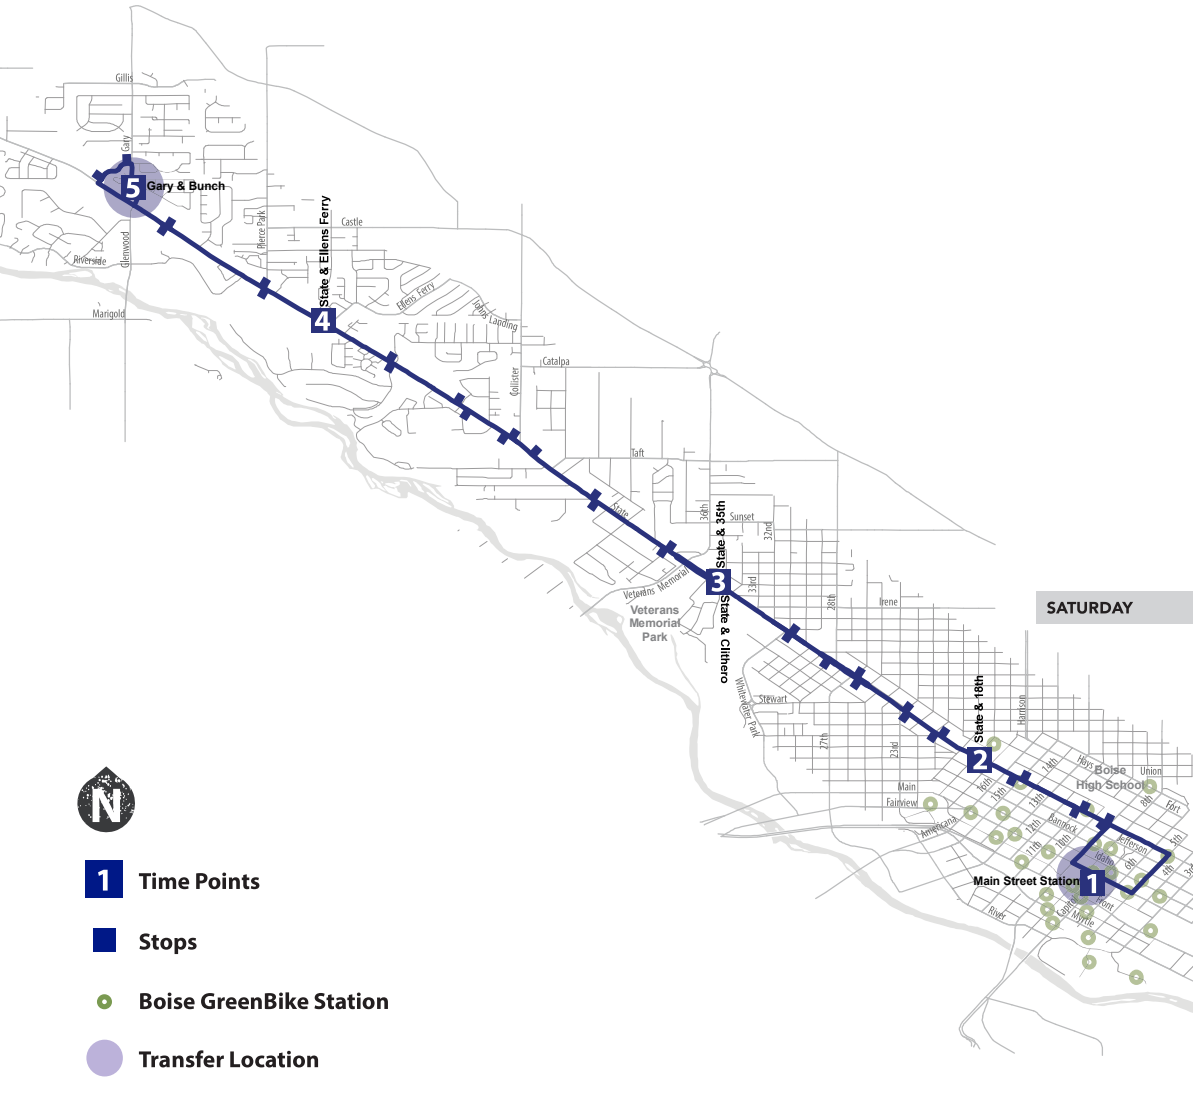 Gillis
Gary
5
Gary & Bunch
Pierce Park
State & Ellens Ferry
Castle
Riverside
Glenwood
Marigold
4
Ellens Ferry
Johns Landing
Collister
Catalpa
Taft
State
36th
State & 35th
Sunset
32nd
3
33rd
Veterans Memorial
28th
Irene
Veterans
Memorial
Park
State & Clithero
SATURDAY
Whitewater Park
Stewart
27th
23rd
State & 18th
Harrison
2
14th
Hays
Boise
High School
Union
8th
Fort
16th
15th
13th
Main
Fairview
Americana
12th
Bannock
11th
10th
Jefferson
5th
Idaho
6th
4th
3rd
Main Street Station
1
Capitol
Front
Myrtle
River
N
1
Time Points
Stops
Boise GreenBike Station
Transfer Location